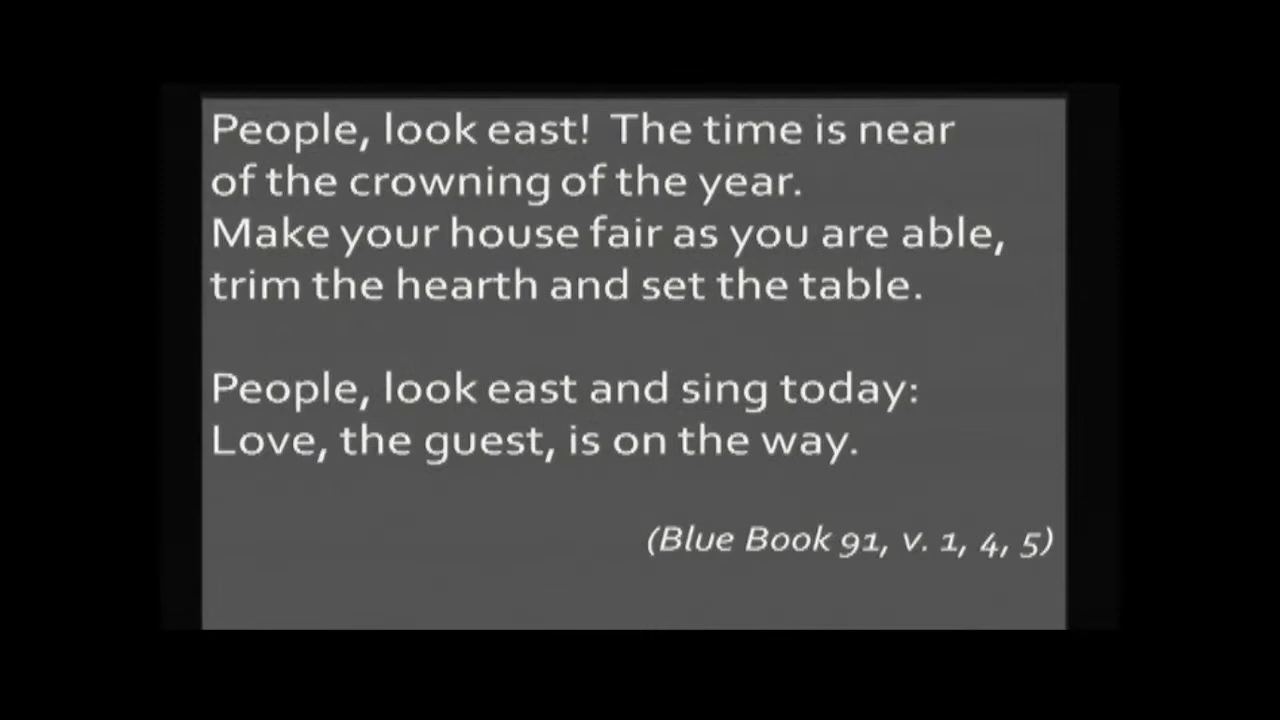 People, look east!  The time is near
of the crowning of the year.
Make your house fair as you are able,
trim the hearth and set the table.
People, look east and sing today:
Love, the guest, is on the way.
(Blue Book 91, v. 1, 4, 5)